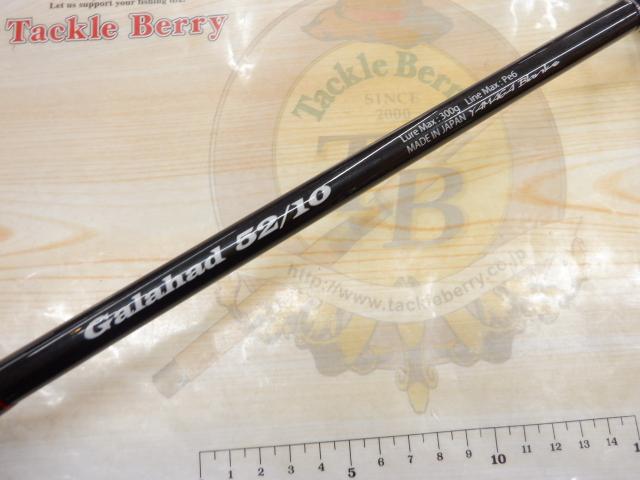 Let us support your fishing life!
Tackle Berry
Tackle Berry
SINCE
2000
TB
http://www.tackleberry.co.jp
Lure Max : 300g Line Max : Pe6
MADE IN JAPAN YAMAGA Blanks
Galahad 52/10
1 2 3 4 5 6 7 8 9 10 11 12 13 14